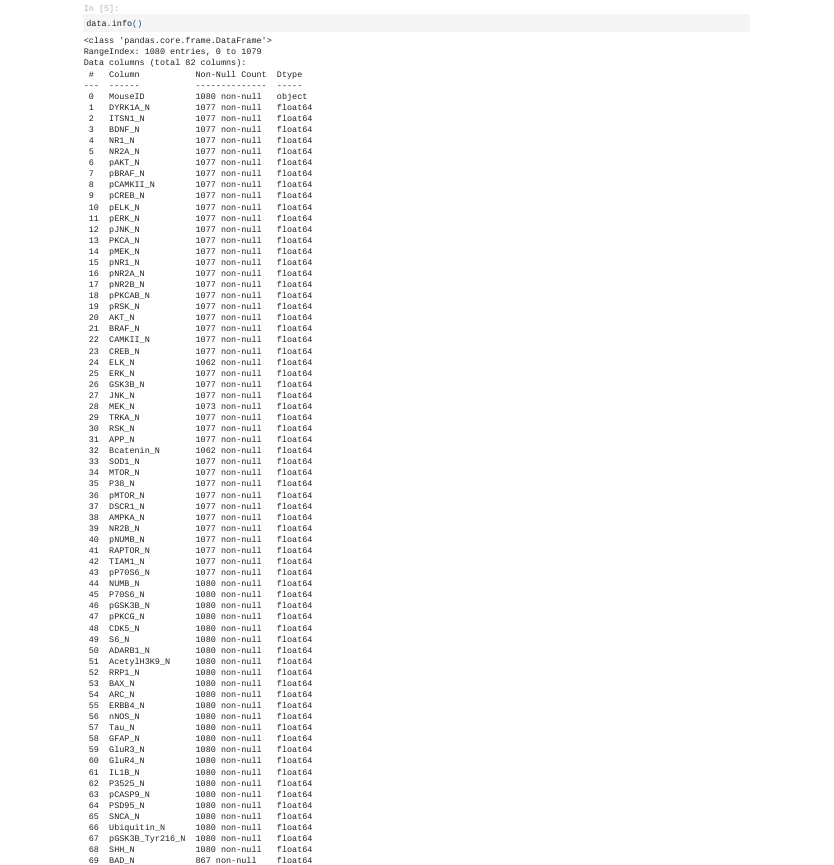 In [5]:
data.info()
<class 'pandas.core.frame.DataFrame'>
RangeIndex: 1080 entries, 0 to 1079
Data columns (total 82 columns):
 #   Column           Non-Null Count  Dtype
---  ------           --------------  -----
 0   MouseID          1080 non-null   object
 1   DYRK1A_N         1077 non-null   float64
 2   ITSN1_N          1077 non-null   float64
 3   BDNF_N           1077 non-null   float64
 4   NR1_N            1077 non-null   float64
 5   NR2A_N           1077 non-null   float64
 6   pAKT_N           1077 non-null   float64
 7   pBRAF_N          1077 non-null   float64
 8   pCAMKII_N        1077 non-null   float64
 9   pCREB_N          1077 non-null   float64
 10  pELK_N           1077 non-null   float64
 11  pERK_N           1077 non-null   float64
 12  pJNK_N           1077 non-null   float64
 13  PKCA_N           1077 non-null   float64
 14  pMEK_N           1077 non-null   float64
 15  pNR1_N           1077 non-null   float64
 16  pNR2A_N          1077 non-null   float64
 17  pNR2B_N          1077 non-null   float64
 18  pPKCAB_N         1077 non-null   float64
 19  pRSK_N           1077 non-null   float64
 20  AKT_N            1077 non-null   float64
 21  BRAF_N           1077 non-null   float64
 22  CAMKII_N         1077 non-null   float64
 23  CREB_N           1077 non-null   float64
 24  ELK_N            1062 non-null   float64
 25  ERK_N            1077 non-null   float64
 26  GSK3B_N          1077 non-null   float64
 27  JNK_N            1077 non-null   float64
 28  MEK_N            1073 non-null   float64
 29  TRKA_N           1077 non-null   float64
 30  RSK_N            1077 non-null   float64
 31  APP_N            1077 non-null   float64
 32  Bcatenin_N       1062 non-null   float64
 33  SOD1_N           1077 non-null   float64
 34  MTOR_N           1077 non-null   float64
 35  P38_N            1077 non-null   float64
 36  pMTOR_N          1077 non-null   float64
 37  DSCR1_N          1077 non-null   float64
 38  AMPKA_N          1077 non-null   float64
 39  NR2B_N           1077 non-null   float64
 40  pNUMB_N          1077 non-null   float64
 41  RAPTOR_N         1077 non-null   float64
 42  TIAM1_N          1077 non-null   float64
 43  pP70S6_N         1077 non-null   float64
 44  NUMB_N           1080 non-null   float64
 45  P70S6_N          1080 non-null   float64
 46  pGSK3B_N         1080 non-null   float64
 47  pPKCG_N          1080 non-null   float64
 48  CDK5_N           1080 non-null   float64
 49  S6_N             1080 non-null   float64
 50  ADARB1_N         1080 non-null   float64
 51  AcetylH3K9_N     1080 non-null   float64
 52  RRP1_N           1080 non-null   float64
 53  BAX_N            1080 non-null   float64
 54  ARC_N            1080 non-null   float64
 55  ERBB4_N          1080 non-null   float64
 56  nNOS_N           1080 non-null   float64
 57  Tau_N            1080 non-null   float64
 58  GFAP_N           1080 non-null   float64
 59  GluR3_N          1080 non-null   float64
 60  GluR4_N          1080 non-null   float64
 61  IL1B_N           1080 non-null   float64
 62  P3525_N          1080 non-null   float64
 63  pCASP9_N         1080 non-null   float64
 64  PSD95_N          1080 non-null   float64
 65  SNCA_N           1080 non-null   float64
 66  Ubiquitin_N      1080 non-null   float64
 67  pGSK3B_Tyr216_N  1080 non-null   float64
 68  SHH_N            1080 non-null   float64
 69  BAD_N            867 non-null    float64